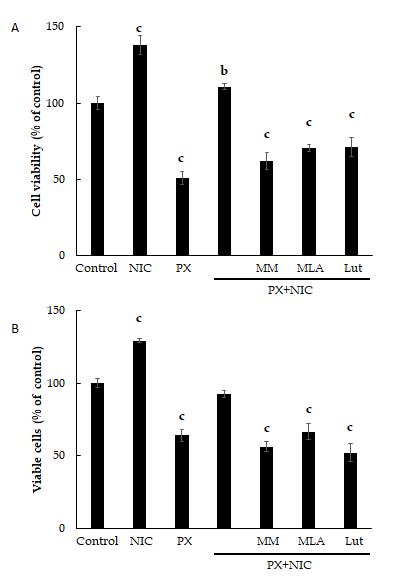 A
150
100
50
0
Cell viability (% of control)
c
c
b
c
c
c
Control NIC PX MM MLA Lut
PX+NIC
B
150
100
50
0
Viable cells (% of control)
c
c
c
c
c
Control NIC PX MM MLA Lut
PX+NIC